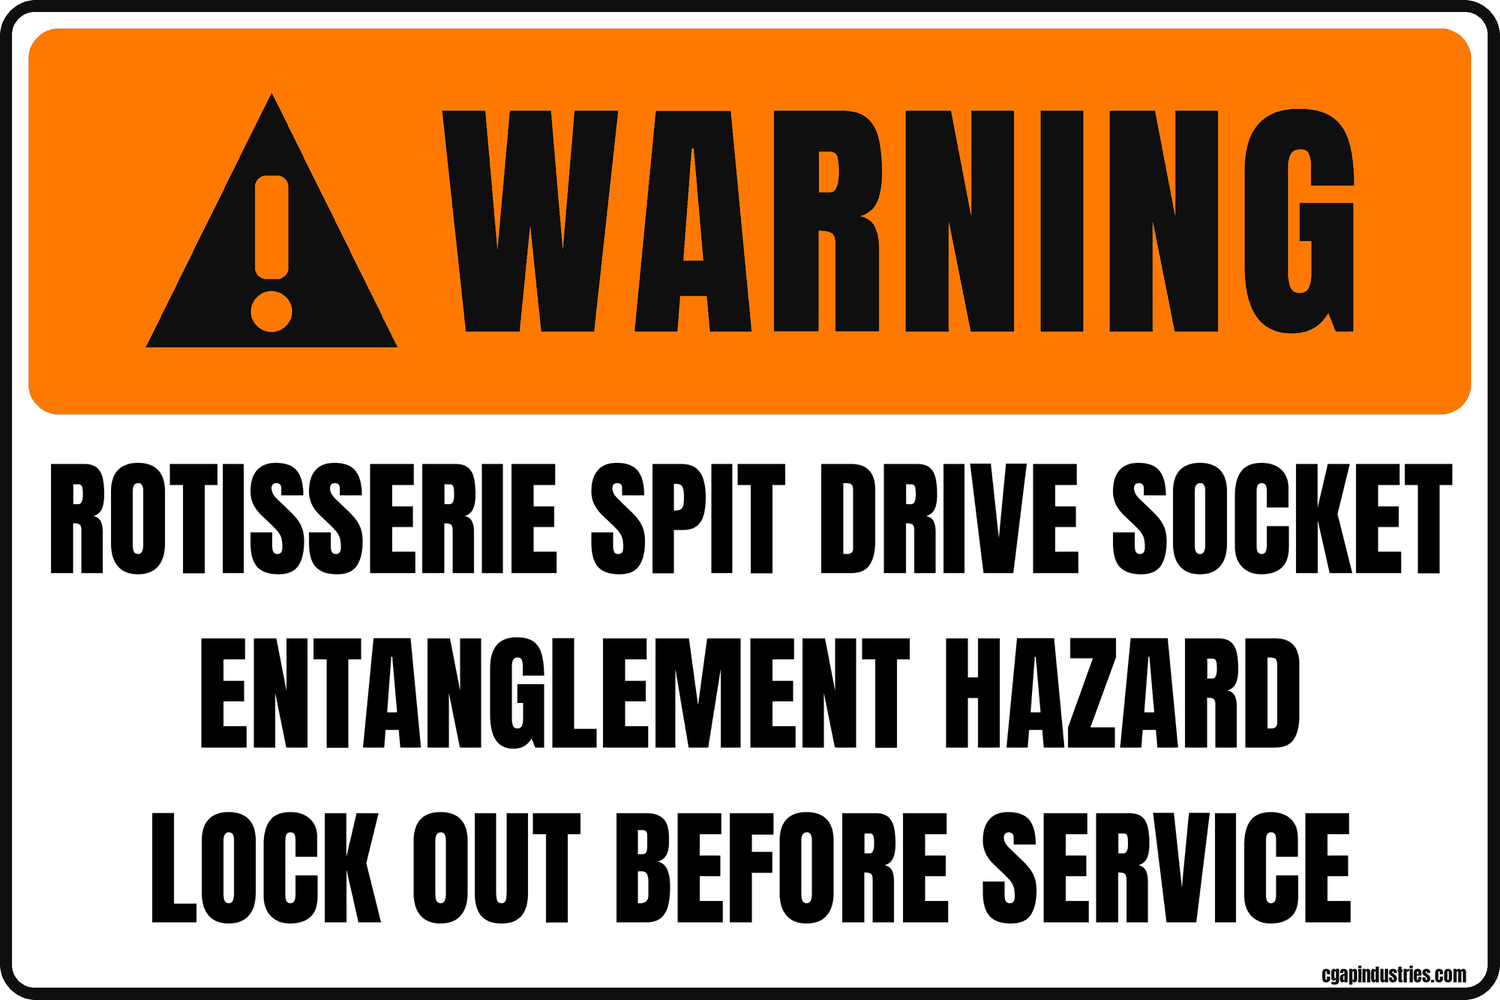 WARNING
ROTISSERIE SPIT DRIVE SOCKET
ENTANGLEMENT HAZARD
LOCK OUT BEFORE SERVICE
cgapindustries.com